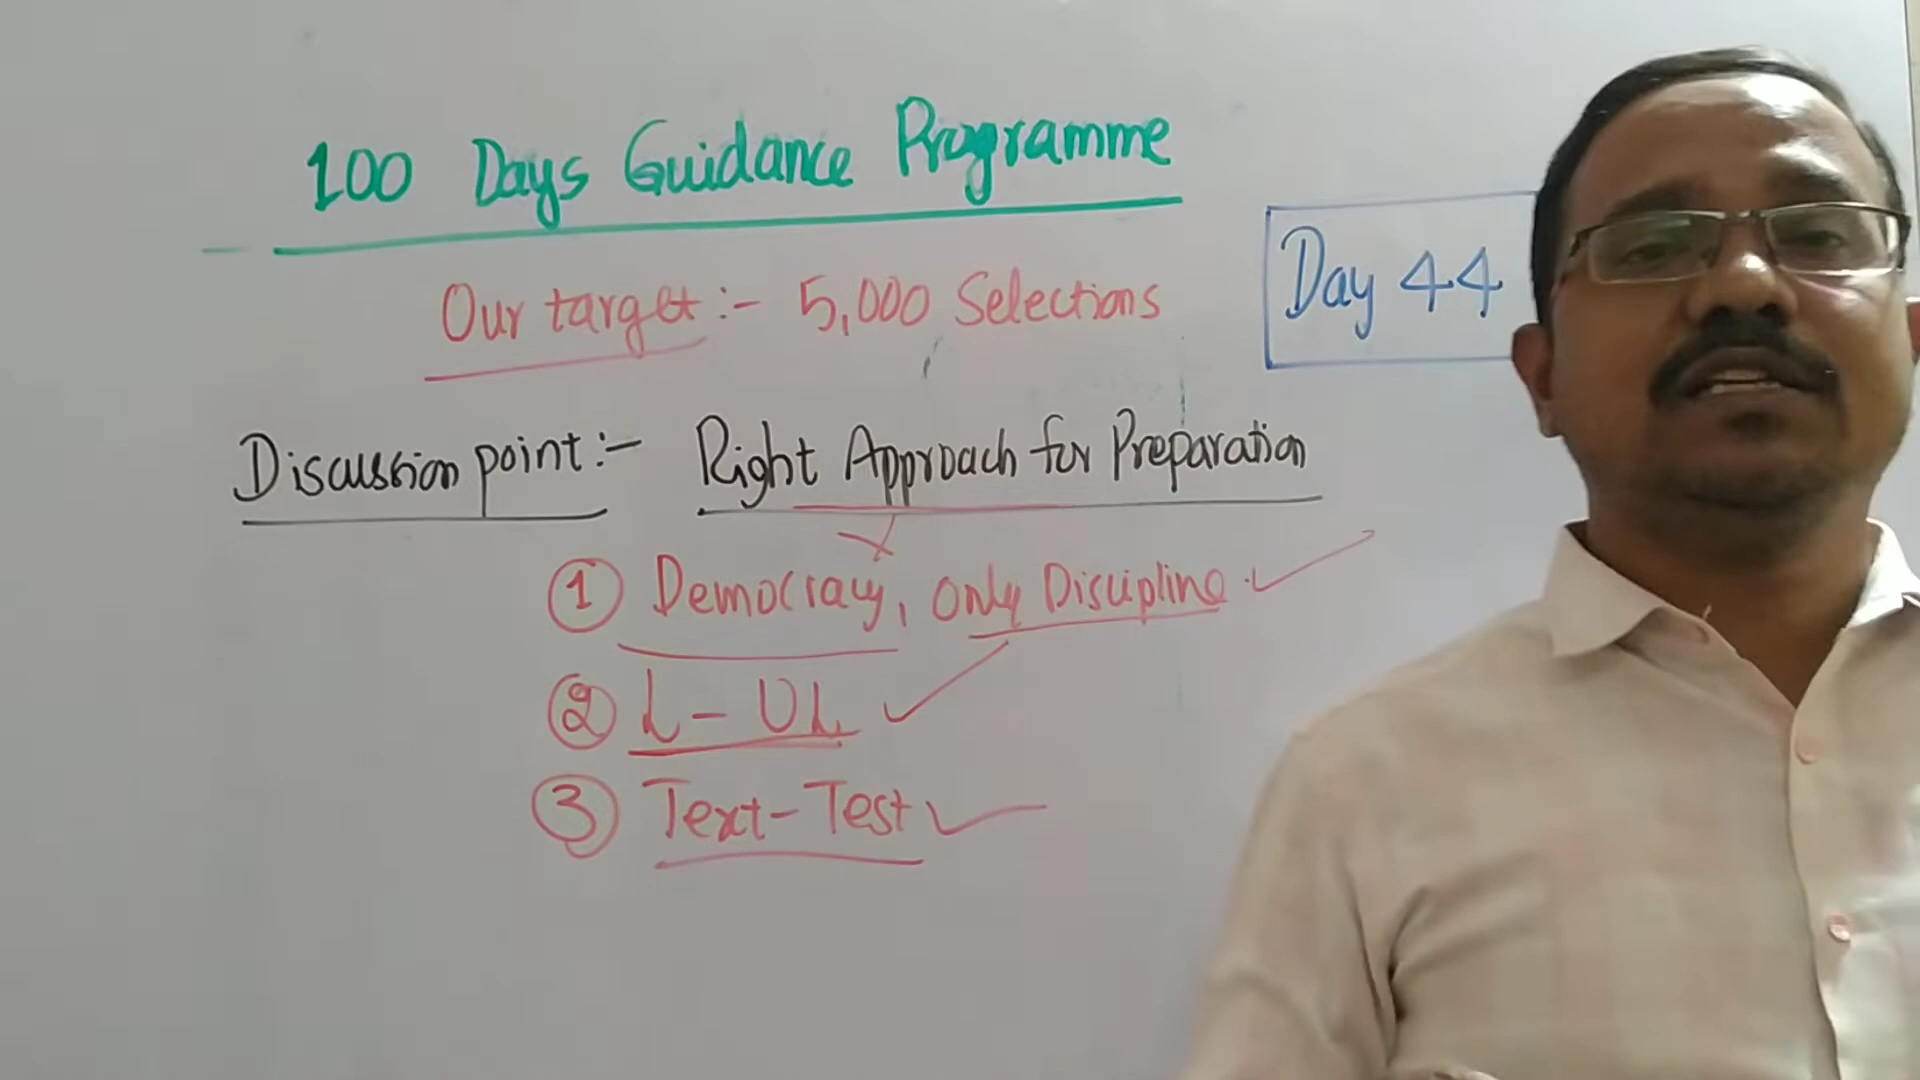 100 Days Guidance Programme
Our target :- 5,000 Selections
Day 44
Discussion point :- Right Approach for Preparation
① Democracy, Only Discipline.
② L - UL
③ Text - Test